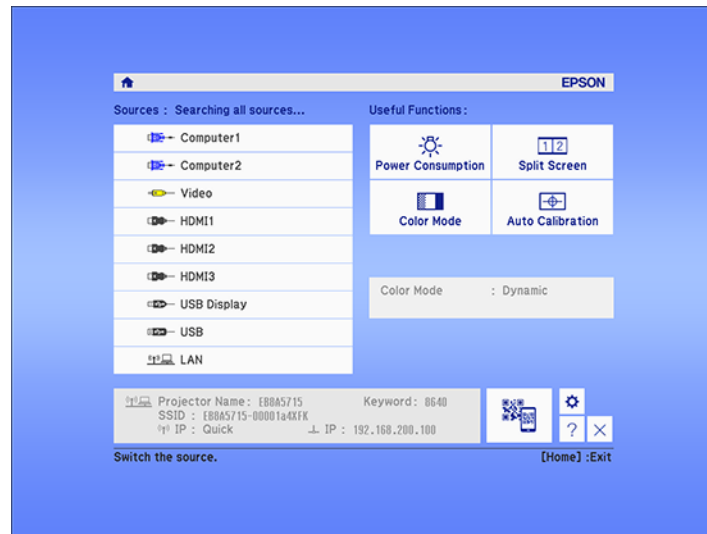 EPSON
Sources : Searching all sources...
Computer1
Computer2
Video
HDMI1
HDMI2
HDMI3
USB Display
USB
LAN
Useful Functions :
Power Consumption
1 2
Split Screen
Color Mode
Auto Calibration
Color Mode : Dynamic
Projector Name : EB8A5715 Keyword : 8640
SSID : EB8A5715-00001a4XFK
IP : Quick IP : 192.168.200.100
?
Switch the source. [Home] :Exit